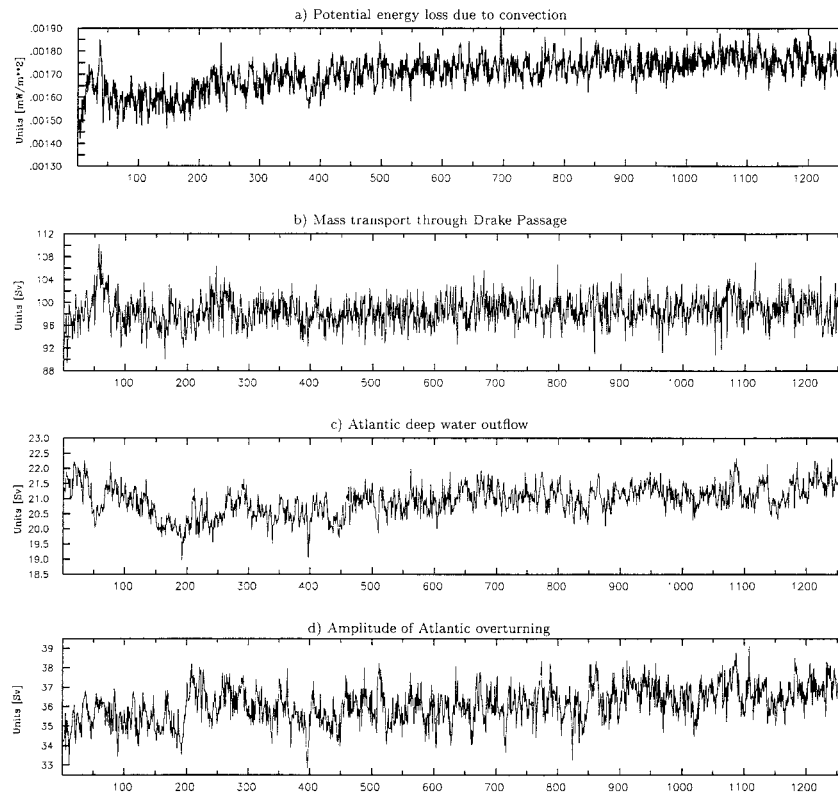 a) Potential energy loss due to convection
Units [mW/m**2]
.00190
.00180
.00170
.00160
.00150
.00140
.00130
100 200 300 400 500 600 700 800 900 1000 1100 1200
b) Mass transport through Drake Passage
Units [Sv]
112
108
104
100
96
92
88
100 200 300 400 500 600 700 800 900 1000 1100 1200
c) Atlantic deep water outflow
Units [Sv]
23.0
22.5
22.0
21.5
21.0
20.5
20.0
19.5
19.0
18.5
100 200 300 400 500 600 700 800 900 1000 1100 1200
d) Amplitude of Atlantic overturning
Units [Sv]
39
38
37
36
35
34
33
100 200 300 400 500 600 700 800 900 1000 1100 1200